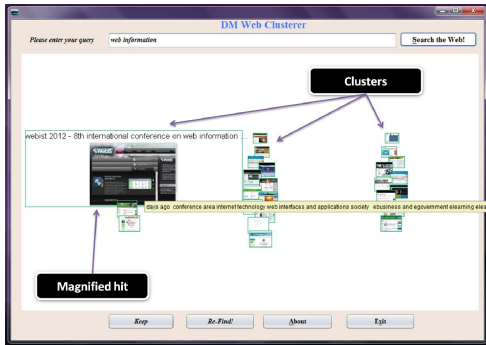 DM Web Clusterer
Please enter your query
web information
Search the Web!
Clusters
webist 2012 - 8th international conference on web information ...
days ago conference area internet technology web interfaces and applications society ebusiness and egovernment elearning elea
Magnified hit
Keep
Re-Find!
About
Exit